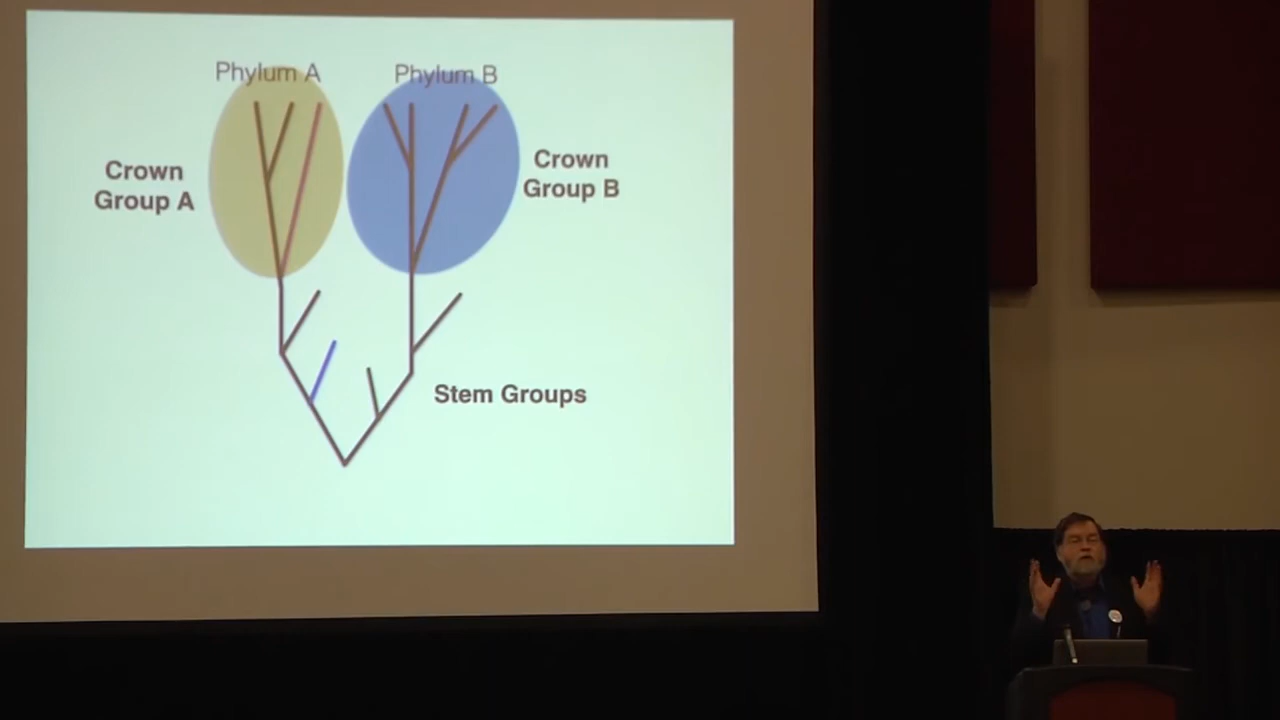 Phylum A
Phylum B
Crown
Group A
Crown
Group B
Stem Groups